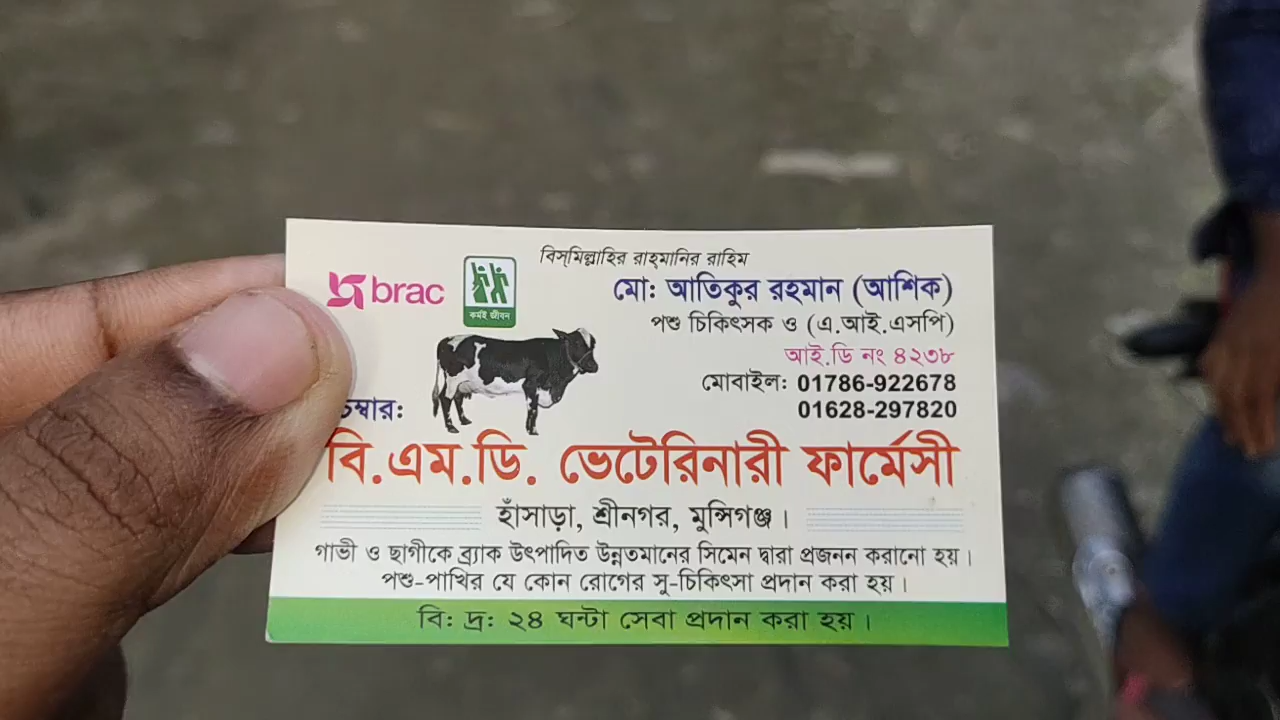 বিস্‌মিল্লাহির রাহ্‌মানির রাহিম
brac
কর্মই জীবন
মো: আতিকুর রহমান (আশিক)
পশু চিকিৎসক ও (এ.আই.এসপি)
আই.ডি নং ৪২৩৮
মোবাইল: 01786-922678
01628-297820
চেম্বার:
বি.এম.ডি. ভেটেরিনারী ফার্মেসী
হাঁসাড়া, শ্রীনগর, মুন্সিগঞ্জ।
গাভী ও ছাগীকে ব্র্যাক উৎপাদিত উন্নতমানের সিমেন দ্বারা প্রজনন করানো হয়।
পশু-পাখির যে কোন রোগের সু-চিকিৎসা প্রদান করা হয়।
বি: দ্র: ২৪ ঘন্টা সেবা প্রদান করা হয়।